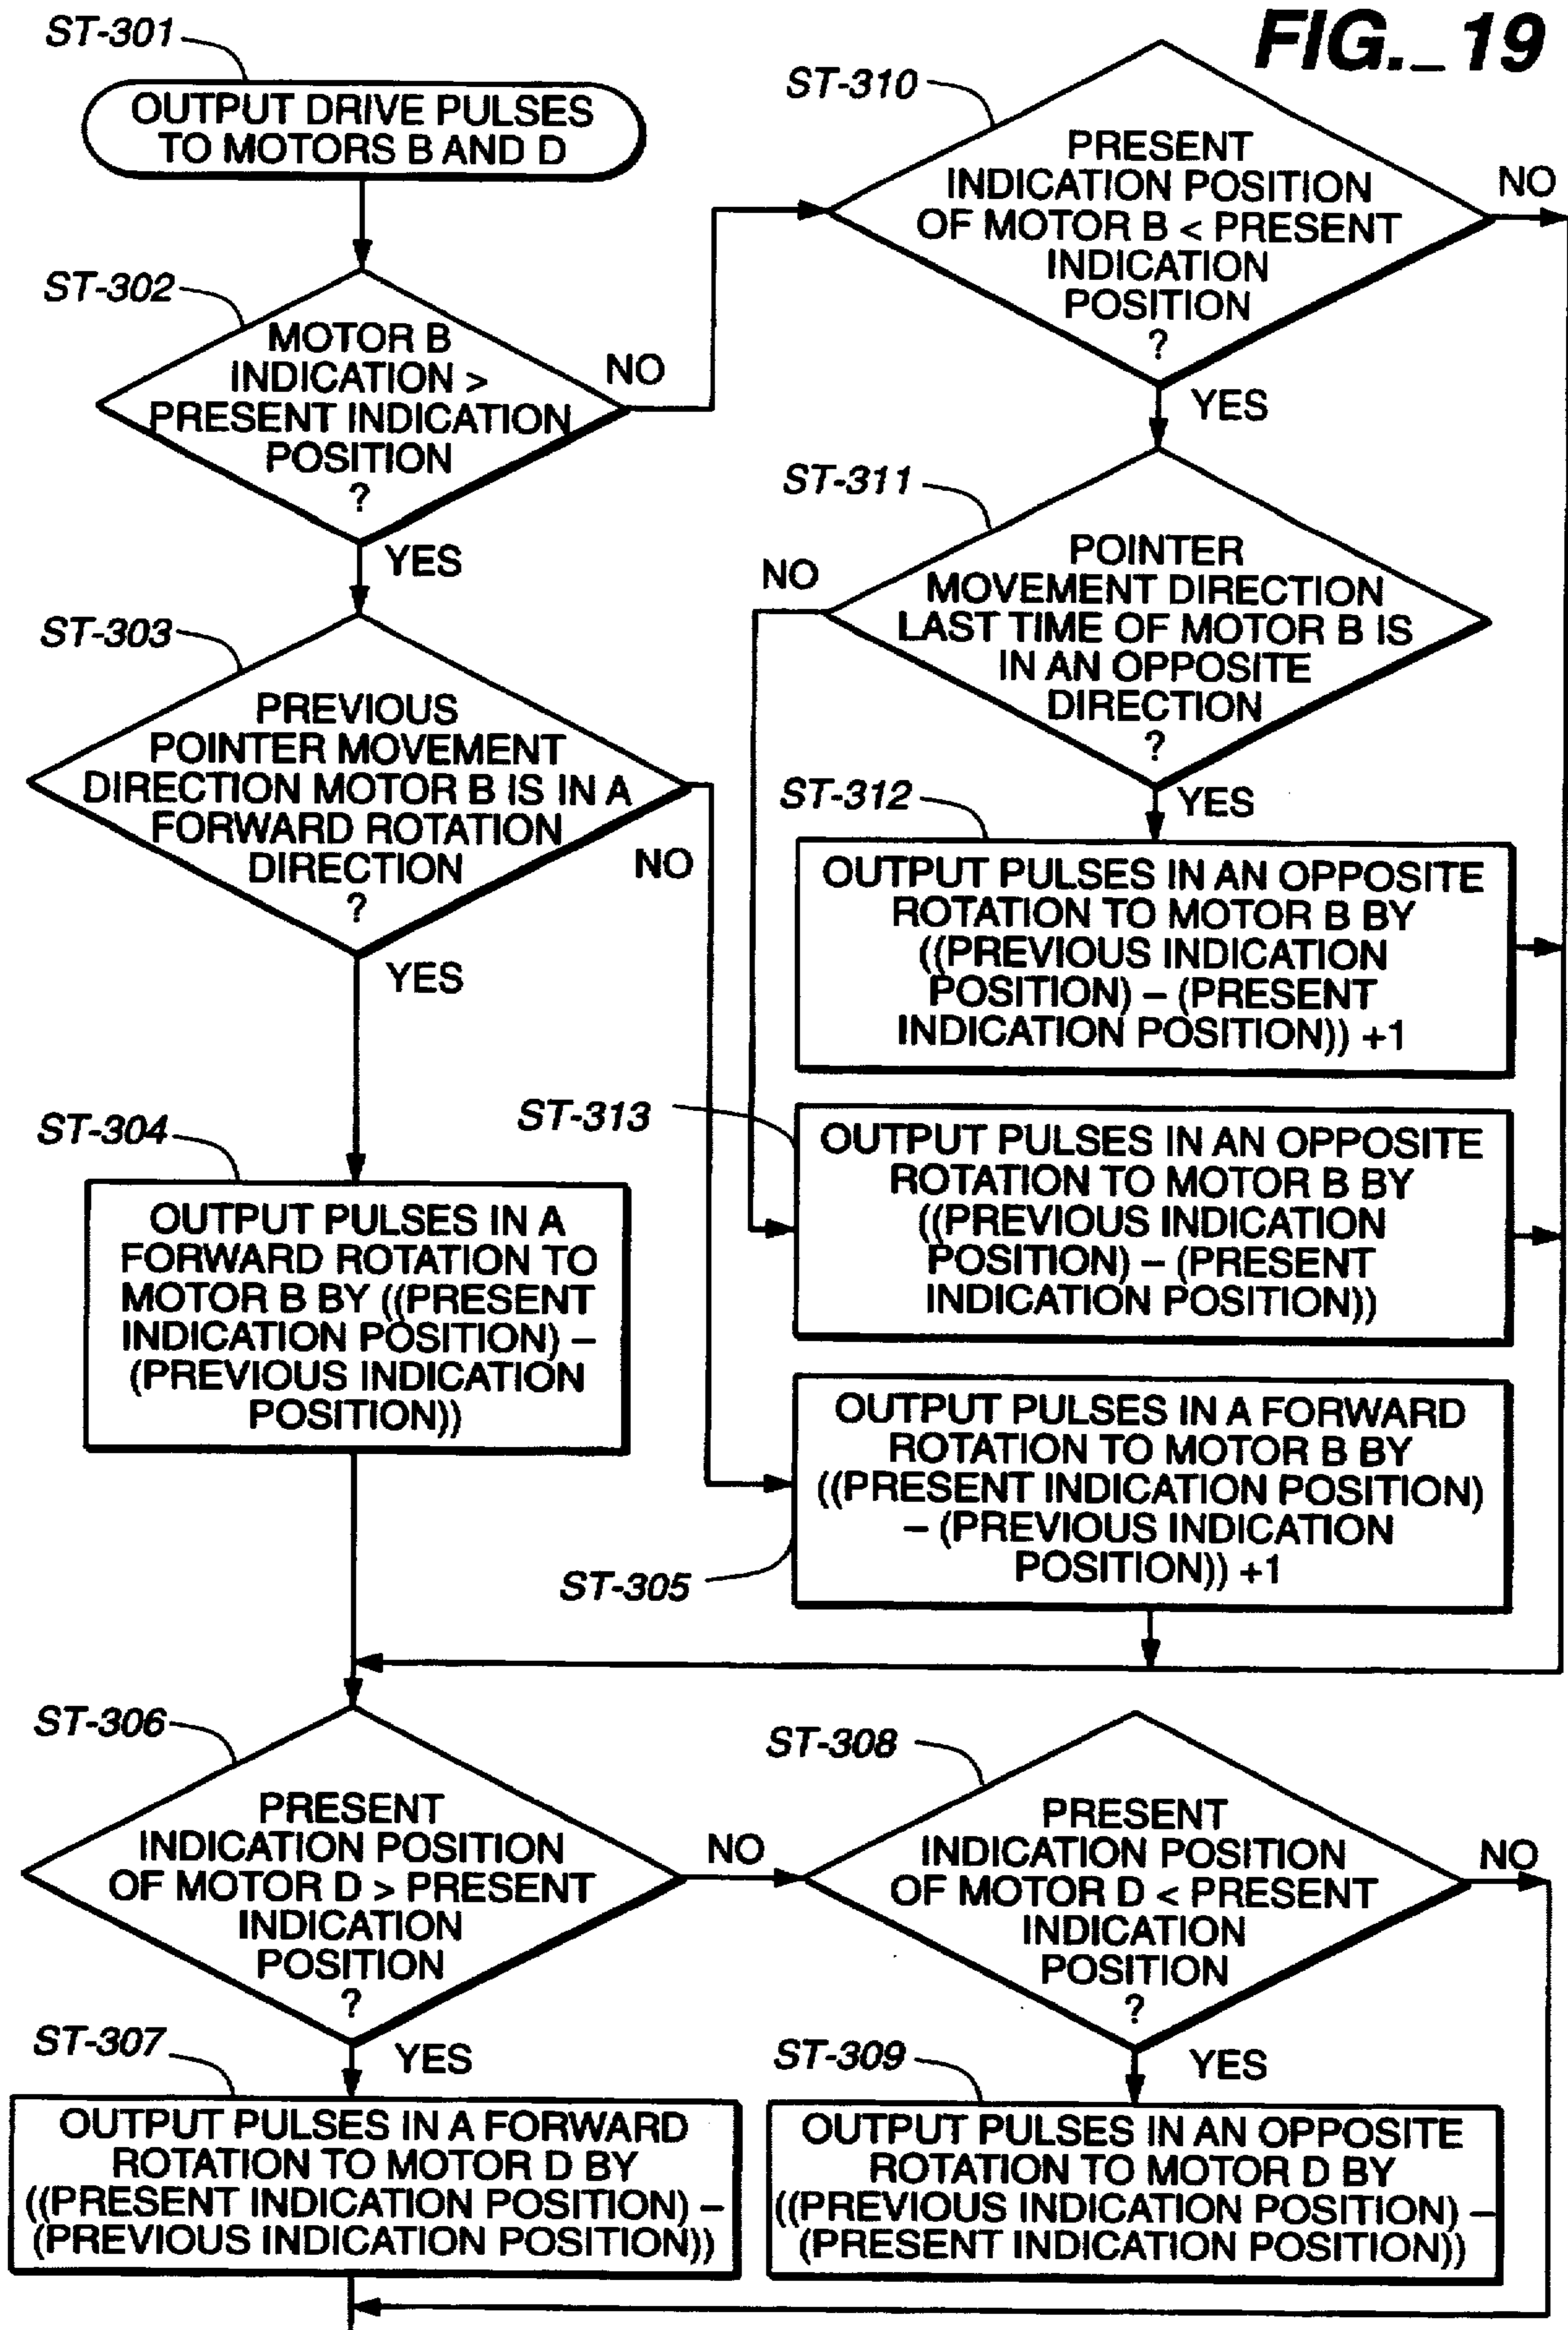 FIG._19
ST-301
OUTPUT DRIVE PULSES
TO MOTORS B AND D
ST-302
MOTOR B
INDICATION >
PRESENT INDICATION
POSITION
?
NO
YES
ST-303
PREVIOUS
POINTER MOVEMENT
DIRECTION MOTOR B IS IN A
FORWARD ROTATION
DIRECTION
?
NO
YES
ST-304
OUTPUT PULSES IN A
FORWARD ROTATION TO
MOTOR B BY ((PRESENT
INDICATION POSITION) –
(PREVIOUS INDICATION
POSITION))
ST-310
PRESENT
INDICATION POSITION
OF MOTOR B < PRESENT
INDICATION
POSITION
?
NO
YES
ST-311
POINTER
MOVEMENT DIRECTION
LAST TIME OF MOTOR B IS
IN AN OPPOSITE
DIRECTION
?
NO
YES
ST-312
OUTPUT PULSES IN AN OPPOSITE
ROTATION TO MOTOR B BY
((PREVIOUS INDICATION
POSITION) – (PRESENT
INDICATION POSITION)) +1
ST-313
OUTPUT PULSES IN AN OPPOSITE
ROTATION TO MOTOR B BY
((PREVIOUS INDICATION
POSITION) – (PRESENT
INDICATION POSITION))
ST-305
OUTPUT PULSES IN A FORWARD
ROTATION TO MOTOR B BY
((PRESENT INDICATION POSITION)
– (PREVIOUS INDICATION
POSITION)) +1
ST-306
PRESENT
INDICATION POSITION
OF MOTOR D > PRESENT
INDICATION
POSITION
?
NO
YES
ST-307
OUTPUT PULSES IN A FORWARD
ROTATION TO MOTOR D BY
((PRESENT INDICATION POSITION) –
(PREVIOUS INDICATION POSITION))
ST-308
PRESENT
INDICATION POSITION
OF MOTOR D < PRESENT
INDICATION
POSITION
?
NO
YES
ST-309
OUTPUT PULSES IN AN OPPOSITE
ROTATION TO MOTOR D BY
((PREVIOUS INDICATION POSITION) –
(PRESENT INDICATION POSITION))